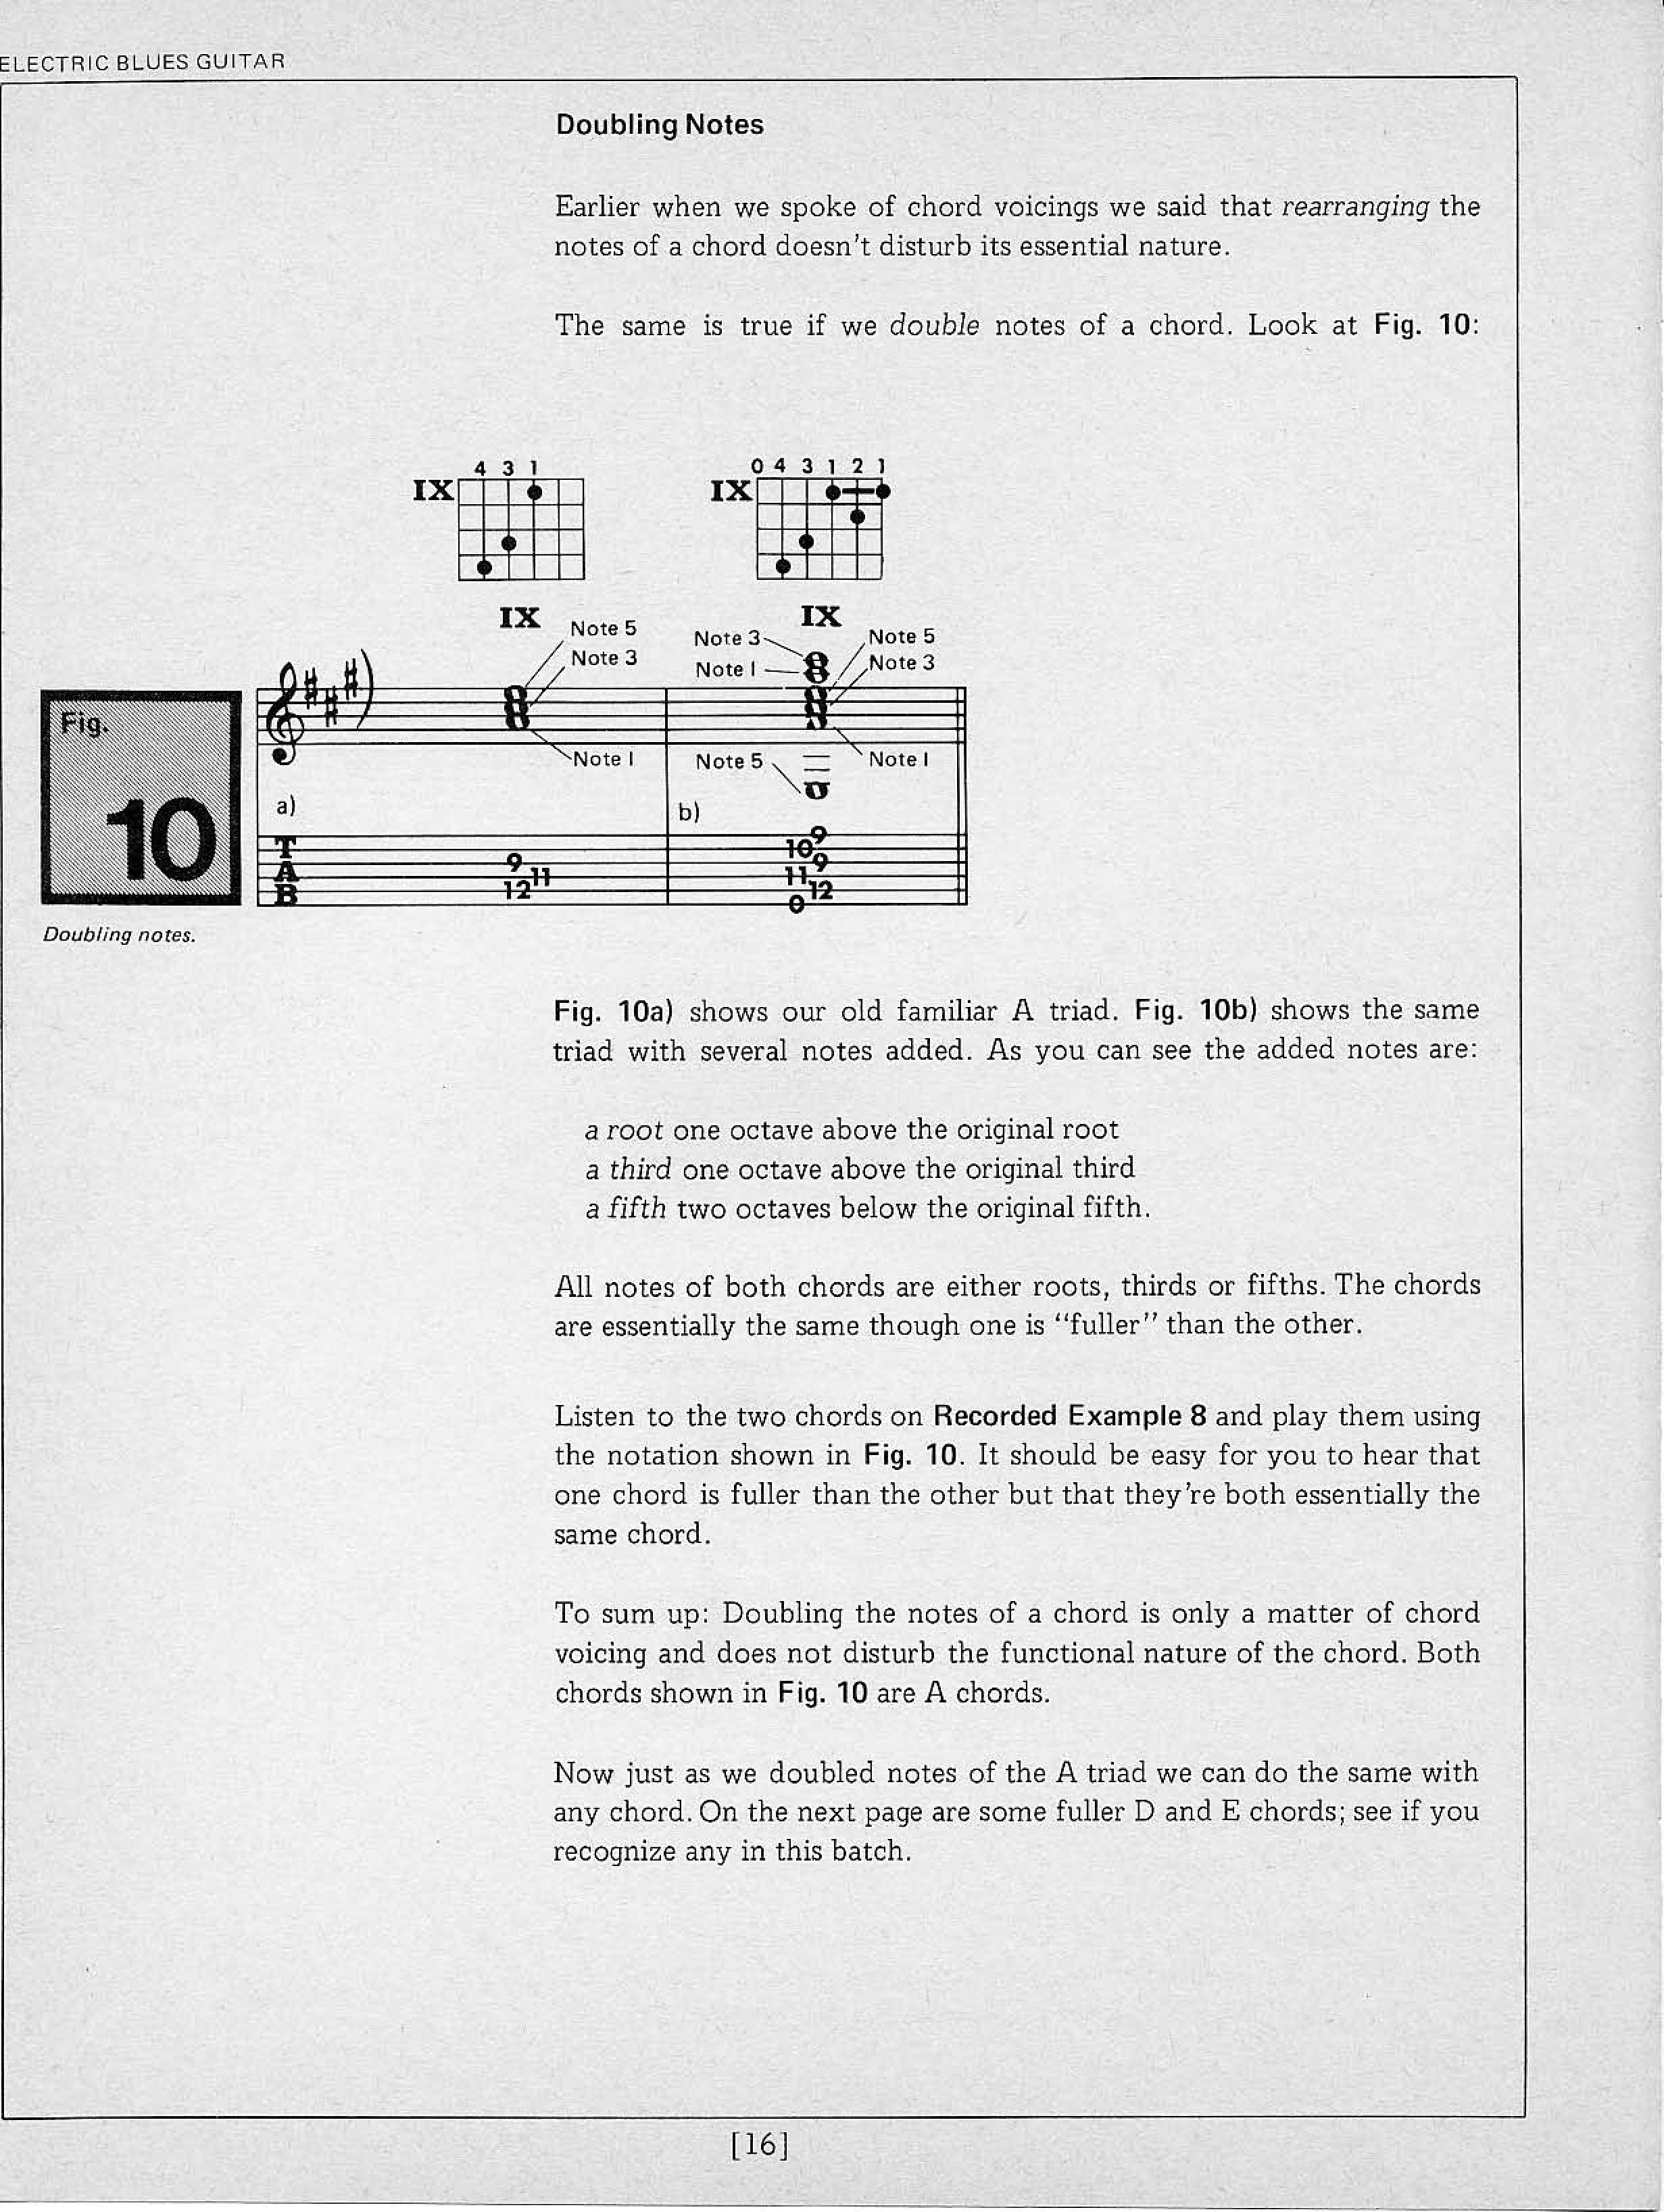 ELECTRIC BLUES GUITAR
Doubling Notes
Earlier when we spoke of chord voicings we said that rearranging the
notes of a chord doesn't disturb its essential nature.
The same is true if we double notes of a chord. Look at Fig. 10:
4 3 1
IX
0 4 3 1 2 1
IX
IX
Note 5
Note 3
Note I
IX
Note 3
Note I
Note 5
Note 3
Note 5
Note I
Fig.
10
a)
b)
T
A
B
9
11
12
9
10
9
11
12
0
Doubling notes.
Fig. 10a) shows our old familiar A triad. Fig. 10b) shows the same
triad with several notes added. As you can see the added notes are:
a root one octave above the original root
a third one octave above the original third
a fifth two octaves below the original fifth.
All notes of both chords are either roots, thirds or fifths. The chords
are essentially the same though one is "fuller" than the other.
Listen to the two chords on Recorded Example 8 and play them using
the notation shown in Fig. 10. It should be easy for you to hear that
one chord is fuller than the other but that they're both essentially the
same chord.
To sum up: Doubling the notes of a chord is only a matter of chord
voicing and does not disturb the functional nature of the chord. Both
chords shown in Fig. 10 are A chords.
Now just as we doubled notes of the A triad we can do the same with
any chord. On the next page are some fuller D and E chords; see if you
recognize any in this batch.
[16]